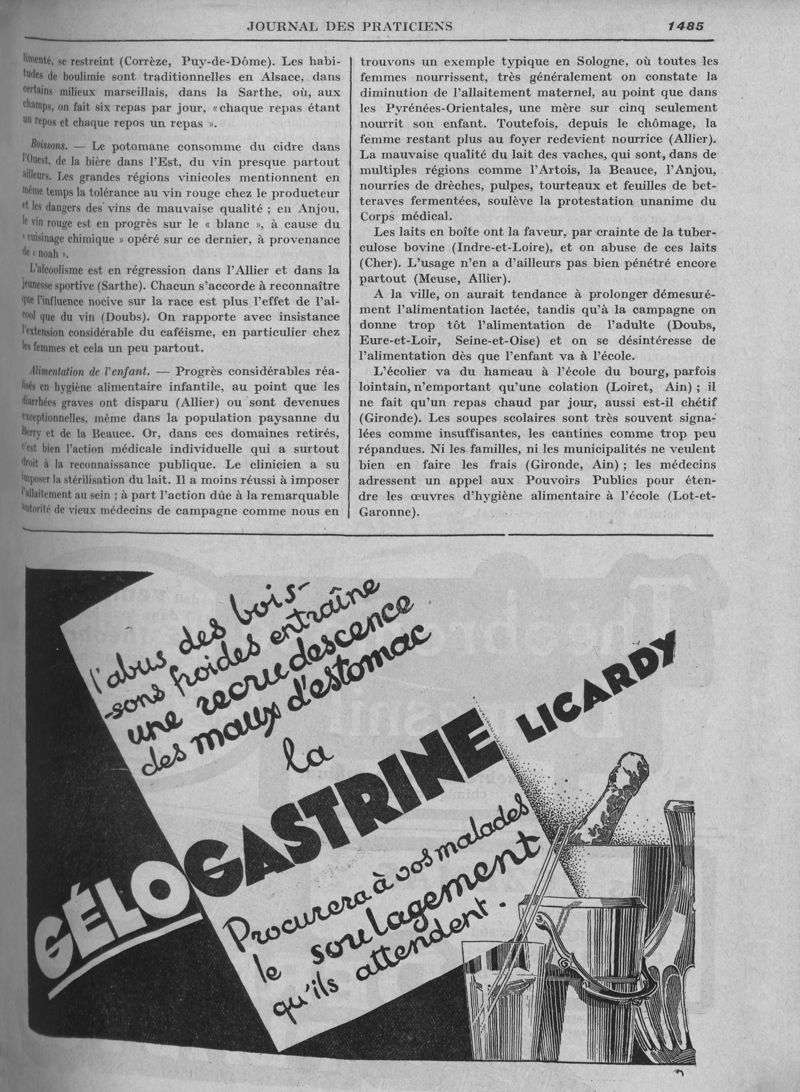 JOURNAL DES PRATICIENS
1485
limenté, se restreint (Corrèze, Puy-de-Dôme). Les habi-
tudes de boulimie sont traditionnelles en Alsace, dans
certains milieux marseillais, dans la Sarthe, où, aux
champs, on fait six repas par jour, « chaque repas étant
un repos et chaque repos un repas ».
Boissons. — Le potomane consomme du cidre dans
l'Ouest, de la bière dans l'Est, du vin presque partout
ailleurs. Les grandes régions vinicoles mentionnent en
même temps la tolérance au vin rouge chez le producteur
et les dangers des vins de mauvaise qualité ; en Anjou,
le vin rouge est en progrès sur le « blanc », à cause du
« cuisinage chimique » opéré sur ce dernier, à provenance
de « noah ».
L'alcoolisme est en régression dans l'Allier et dans la
jeunesse sportive (Sarthe). Chacun s'accorde à reconnaître
que l'influence nocive sur la race est plus l'effet de l'al-
cool que du vin (Doubs). On rapporte avec insistance
l'extension considérable du caféisme, en particulier chez
les femmes et cela un peu partout.
Alimentation de l'enfant. — Progrès considérables réa-
lisés en hygiène alimentaire infantile, au point que les
diarrhées graves ont disparu (Allier) ou sont devenues
exceptionnelles, même dans la population paysanne du
Berry et de la Beauce. Or, dans ces domaines retirés,
c'est bien l'action médicale individuelle qui a surtout
droit à la reconnaissance publique. Le clinicien a su
imposer la stérilisation du lait. Il a moins réussi à imposer
l'allaitement au sein ; à part l'action dûe à la remarquable
autorité de vieux médecins de campagne comme nous en
trouvons un exemple typique en Sologne, où toutes les
femmes nourrissent, très généralement on constate la
diminution de l'allaitement maternel, au point que dans
les Pyrénées-Orientales, une mère sur cinq seulement
nourrit son enfant. Toutefois, depuis le chômage, la
femme restant plus au foyer redevient nourrice (Allier).
La mauvaise qualité du lait des vaches, qui sont, dans de
multiples régions comme l'Artois, la Beauce, l'Anjou,
nourries de drèches, pulpes, tourteaux et feuilles de bet-
teraves fermentées, soulève la protestation unanime du
Corps médical.
Les laits en boîte ont la faveur, par crainte de la tuber-
culose bovine (Indre-et-Loire), et on abuse de ces laits
(Cher). L'usage n'en a d'ailleurs pas bien pénétré encore
partout (Meuse, Allier).
A la ville, on aurait tendance à prolonger démesuré-
ment l'alimentation lactée, tandis qu'à la campagne on
donne trop tôt l'alimentation de l'adulte (Doubs,
Eure-et-Loir, Seine-et-Oise) et on se désintéresse de
l'alimentation dès que l'enfant va à l'école.
L'écolier va du hameau à l'école du bourg, parfois
lointain, n'emportant qu'une colation (Loiret, Ain) ; il
ne fait qu'un repas chaud par jour, aussi est-il chétif
(Gironde). Les soupes scolaires sont très souvent signa-
lées comme insuffisantes, les cantines comme trop peu
répandues. Ni les familles, ni les municipalités ne veulent
bien en faire les frais (Gironde, Ain) ; les médecins
adressent un appel aux Pouvoirs Publics pour éten-
dre les œuvres d'hygiène alimentaire à l'école (Lot-et-
Garonne).
l'abus des bois-
-sons froides entraîne
une recrudescence
des maux d'estomac
la
GÉLOGASTRINE LICARDY
Procurera à vos malades
le soulagement
qu'ils attendent.